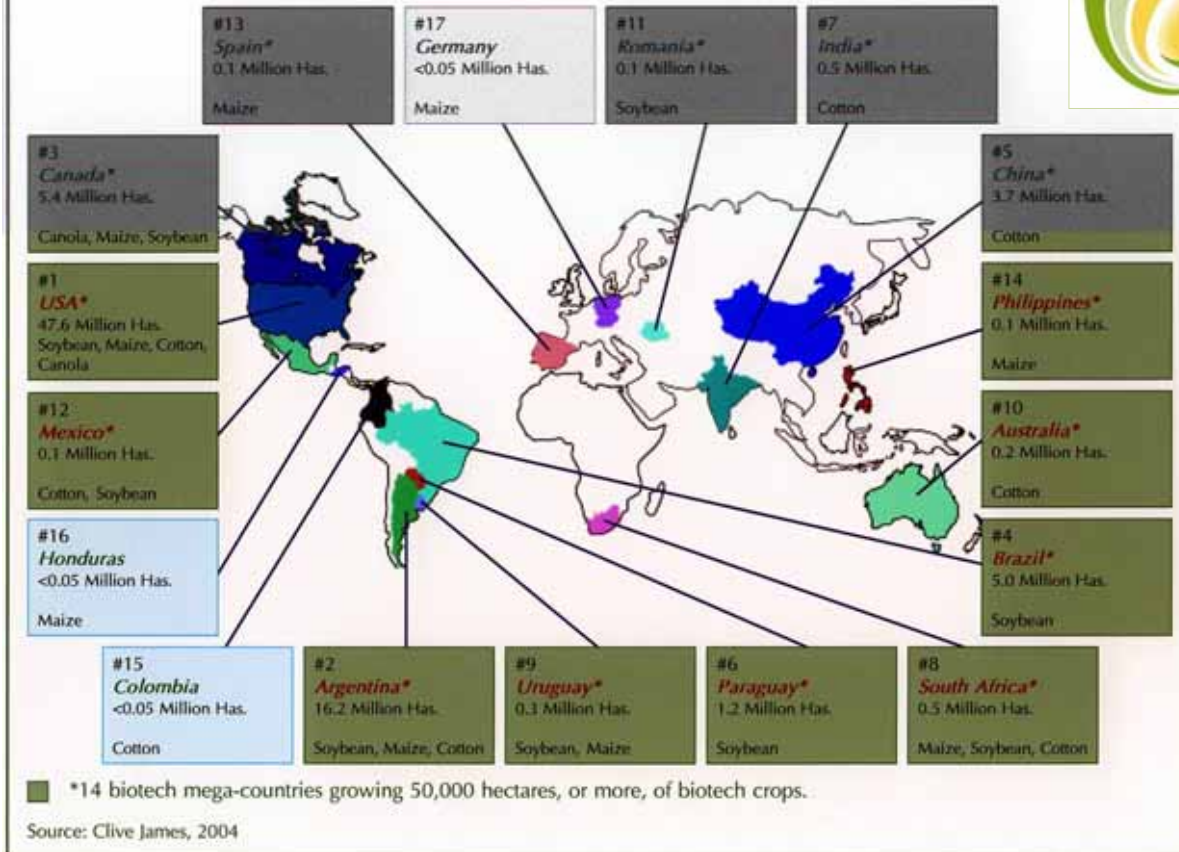 #13
Spain*
0.1 Million Has.
Maize
#17
Germany
<0.05 Million Has.
Maize
#11
Romania*
0.1 Million Has.
Soybean
#7
India*
0.5 Million Has.
Cotton
#3
Canada*
5.4 Million Has.
Canola, Maize, Soybean
#5
China*
3.7 Million Has.
Cotton
#1
USA*
47.6 Million Has.
Soybean, Maize, Cotton,
Canola
#14
Philippines*
0.1 Million Has.
Maize
#12
Mexico*
0.1 Million Has.
Cotton, Soybean
#10
Australia*
0.2 Million Has.
Cotton
#16
Honduras
<0.05 Million Has.
Maize
#4
Brazil*
5.0 Million Has.
Soybean
#15
Colombia
<0.05 Million Has.
Cotton
#2
Argentina*
16.2 Million Has.
Soybean, Maize, Cotton
#9
Uruguay*
0.3 Million Has.
Soybean, Maize
#6
Paraguay*
1.2 Million Has.
Soybean
#8
South Africa*
0.5 Million Has.
Maize, Soybean, Cotton
*14 biotech mega-countries growing 50,000 hectares, or more, of biotech crops.
Source: Clive James, 2004